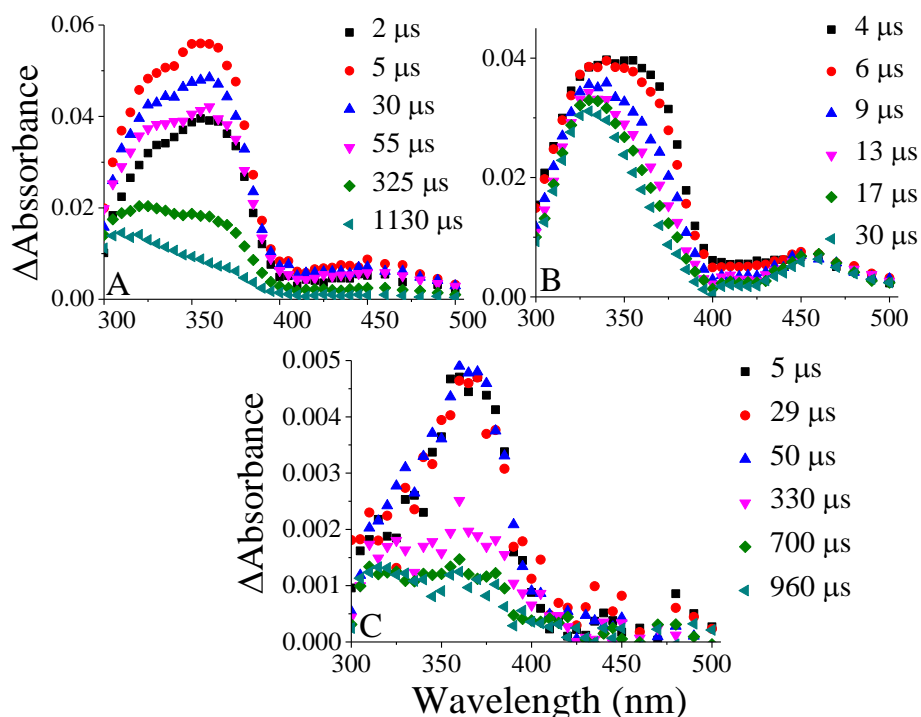 0.06
0.04
0.02
0.00
ΔAbssorbance
A
300 350 400 450 500
2 μs
5 μs
30 μs
55 μs
325 μs
1130 μs
0.04
0.02
0.00
B
300 350 400 450 500
4 μs
6 μs
9 μs
13 μs
17 μs
30 μs
0.005
0.004
0.003
0.002
0.001
0.000
ΔAbsorbance
C
300 350 400 450 500
Wavelength (nm)
5 μs
29 μs
50 μs
330 μs
700 μs
960 μs